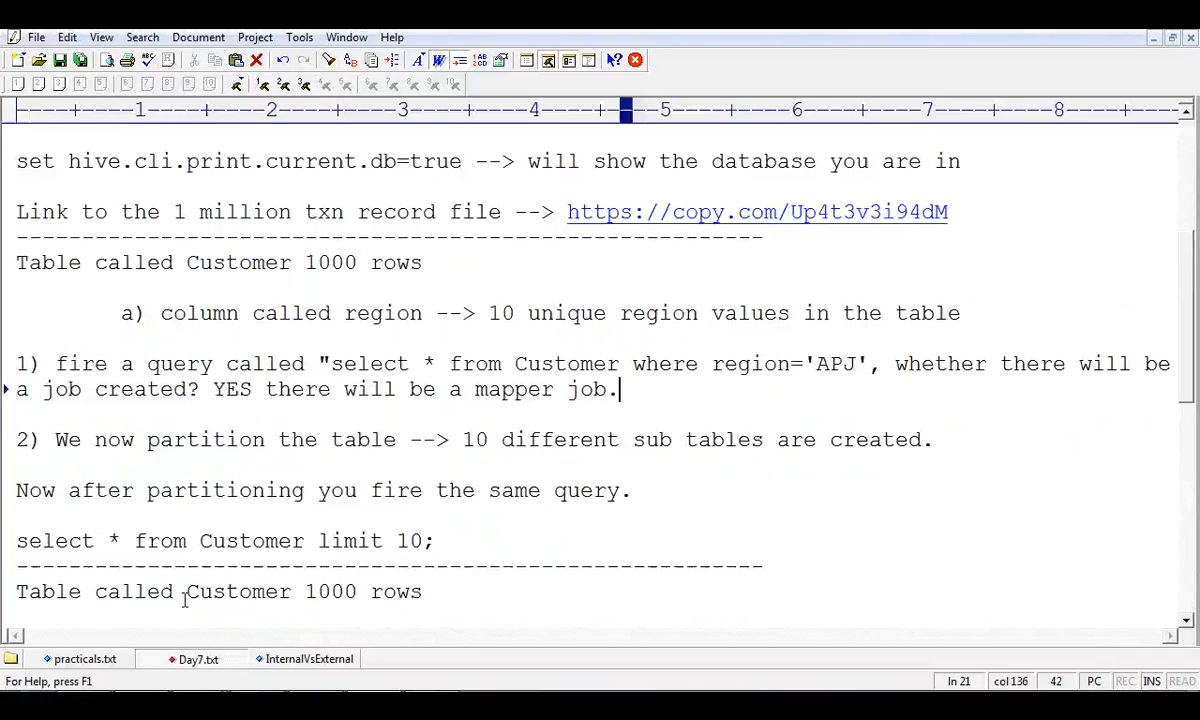 File Edit View Search Document Project Tools Window Help
1 2 3 4 5 6 7 8
set hive.cli.print.current.db=true --> will show the database you are in
Link to the 1 million txn record file --> https://copy.com/Up4t3v3i94dM
----------------------------------------------------------
Table called Customer 1000 rows
a) column called region --> 10 unique region values in the table
1) fire a query called "select * from Customer where region='APJ', whether there will be
a job created? YES there will be a mapper job.
2) We now partition the table --> 10 different sub tables are created.
Now after partitioning you fire the same query.
select * from Customer limit 10;
----------------------------------------------------------
Table called Customer 1000 rows
practicals.txt Day7.txt InternalVsExternal
For Help, press F1 ln 21 col 136 42 PC REC INS READ